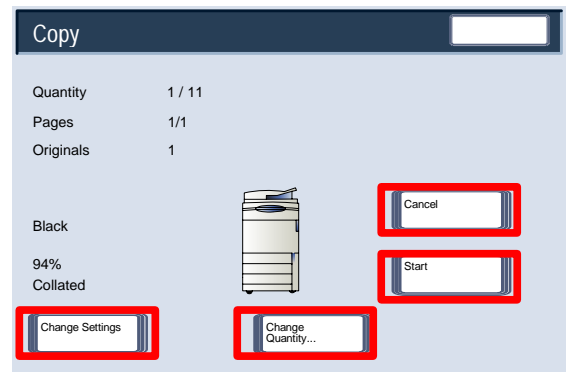 Copy
Quantity 1 / 11
Pages 1/1
Originals 1
Cancel
Black
94%
Start
Collated
Change Settings
Change
Quantity...